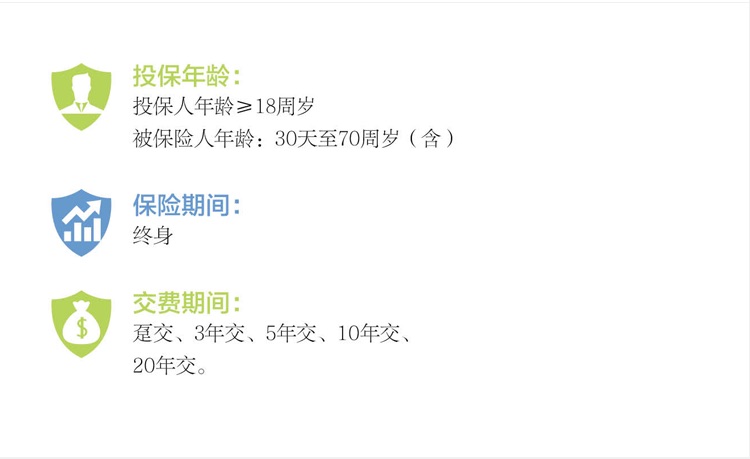 投保年龄：
投保人年龄≥18周岁
被保险人年龄：30天至70周岁（含）
保险期间：
终身
交费期间：
趸交、3年交、5年交、10年交、
20年交。
$